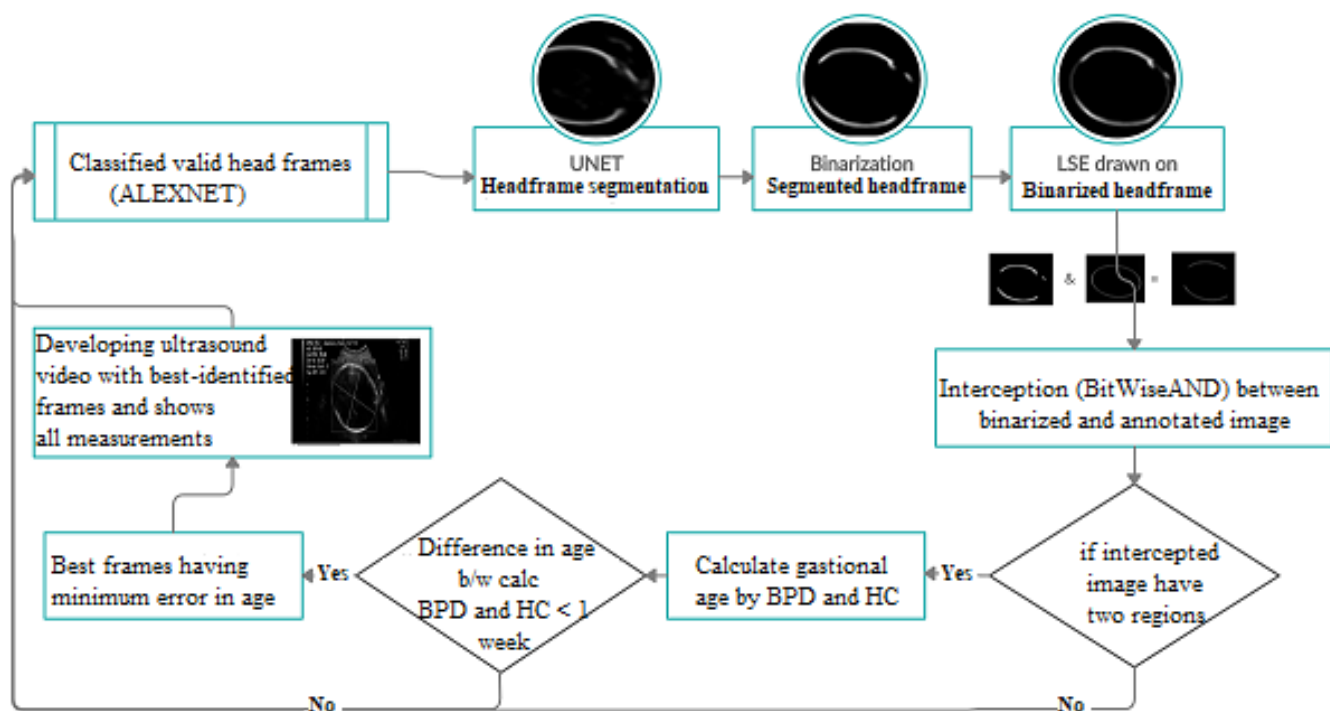 Classified valid head frames
(ALEXNET)
UNET
Headframe segmentation
Binarization
Segmented headframe
LSE drawn on
Binarized headframe
&
=
Interception (BitWiseAND) between
binarized and annotated image
if intercepted
image have
two regions
Yes
No
Calculate gastional
age by BPD and HC
Difference in age
b/w calc
BPD and HC < 1
week
Yes
No
Best frames having
minimum error in age
Developing ultrasound
video with best-identified
frames and shows
all measurements